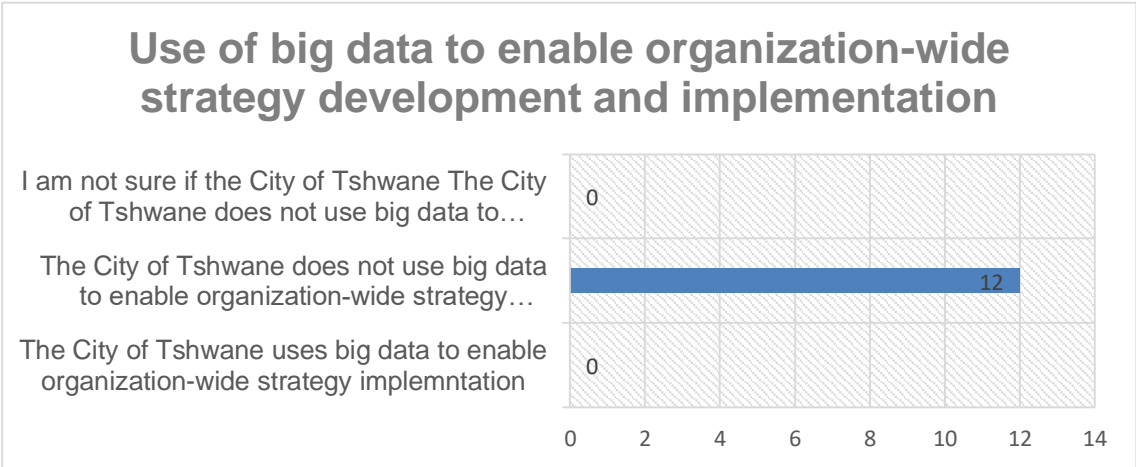 Use of big data to enable organization-wide
strategy development and implementation
I am not sure if the City of Tshwane The City
of Tshwane does not use big data to…
0
The City of Tshwane does not use big data
to enable organization-wide strategy…
12
The City of Tshwane uses big data to enable
organization-wide strategy implemntation
0
0 2 4 6 8 10 12 14